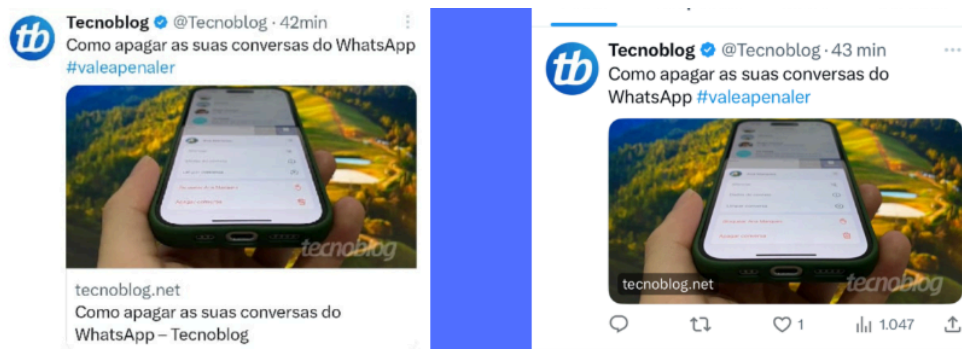 tb
Tecnoblog @Tecnoblog · 42min
Como apagar as suas conversas do WhatsApp
#valeapenaler
tecnoblog
tecnoblog.net
Como apagar as suas conversas do
WhatsApp – Tecnoblog
tb
Tecnoblog @Tecnoblog · 43 min
Como apagar as suas conversas do
WhatsApp #valeapenaler
tecnoblog.net
tecnoblog
1
1.047